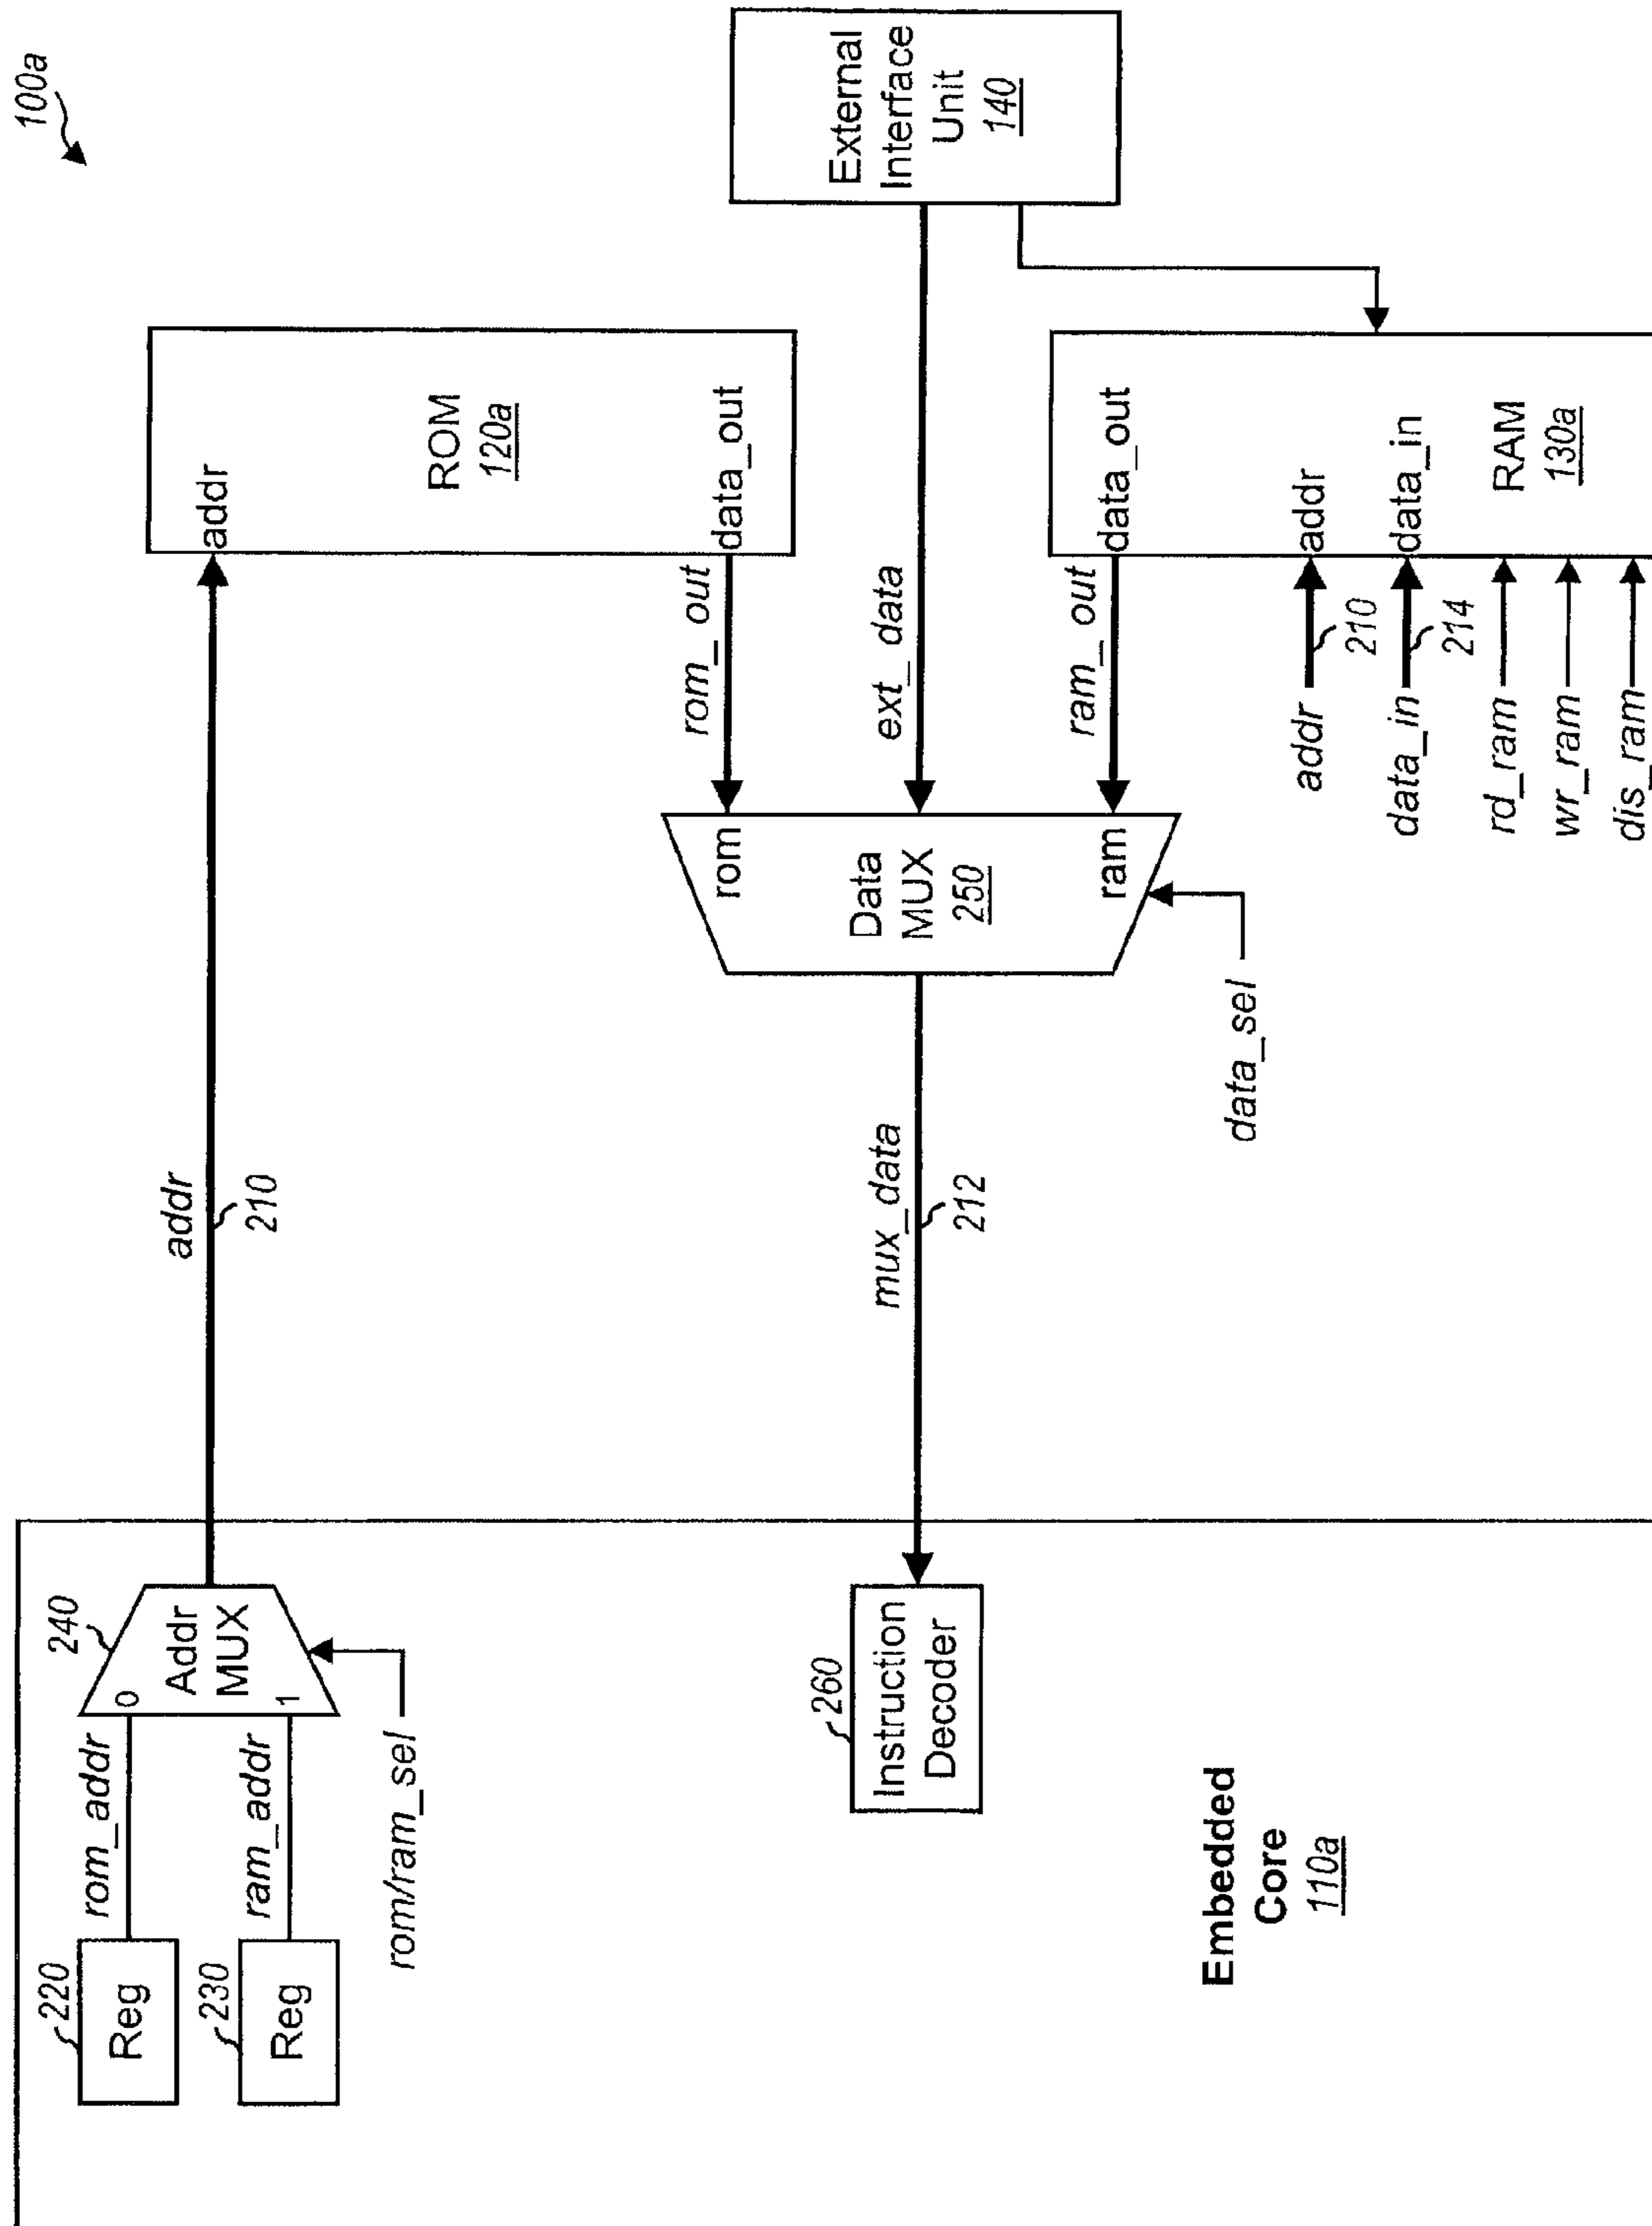 100a
220
Reg
rom_addr
0
240
Addr
MUX
1
230
Reg
ram_addr
rom/ram_sel
addr
210
addr
ROM
120a
data_out
rom_out
External
Interface
Unit
140
ext_data
rom
Data
MUX
250
ram
data_sel
mux_data
212
260
Instruction
Decoder
ram_out
data_out
addr
210
addr
data_in
214
data_in
RAM
130a
rd_ram
wr_ram
dis_ram
Embedded
Core
110a